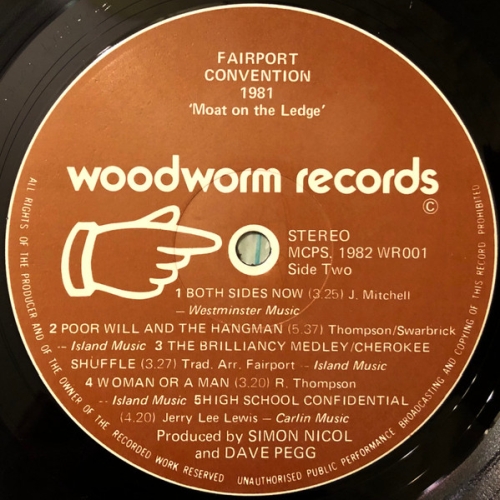 FAIRPORT
CONVENTION
1981
'Moat on the Ledge'
woodworm records
©
STEREO
MCPS, 1982 WR001
Side Two
1 BOTH SIDES NOW (3.25) J. Mitchell
– Westminster Music
2 POOR WILL AND THE HANGMAN (5.37) Thompson/Swarbrick
-- Island Music 3 THE BRILLIANCY MEDLEY/CHEROKEE
SHUFFLE (3.27) Trad. Arr. Fairport – Island Music
4 WOMAN OR A MAN (3.20) R. Thompson
-- Island Music 5 HIGH SCHOOL CONFIDENTIAL
(4.20) Jerry Lee Lewis – Carlin Music
Produced by SIMON NICOL
and DAVE PEGG
ALL RIGHTS OF THE PRODUCER AND OF THE OWNER OF THE RECORDED WORK RESERVED UNAUTHORISED PUBLIC PERFORMANCE BROADCASTING AND COPYING OF THIS RECORD PROHIBITED